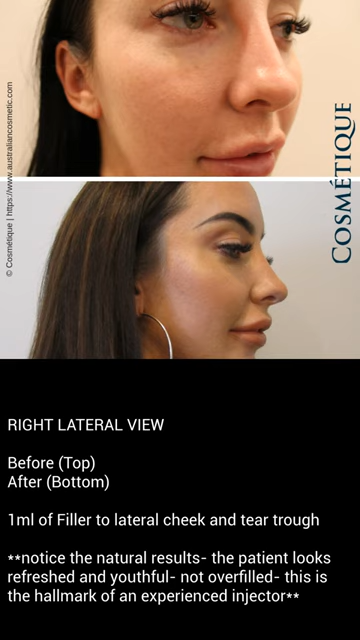 © Cosmétique | https://www.australiancosmetic.com
COSMÉTIQUE
RIGHT LATERAL VIEW
Before (Top)
After (Bottom)
1ml of Filler to lateral cheek and tear trough
**notice the natural results- the patient looks
refreshed and youthful- not overfilled- this is
the hallmark of an experienced injector**